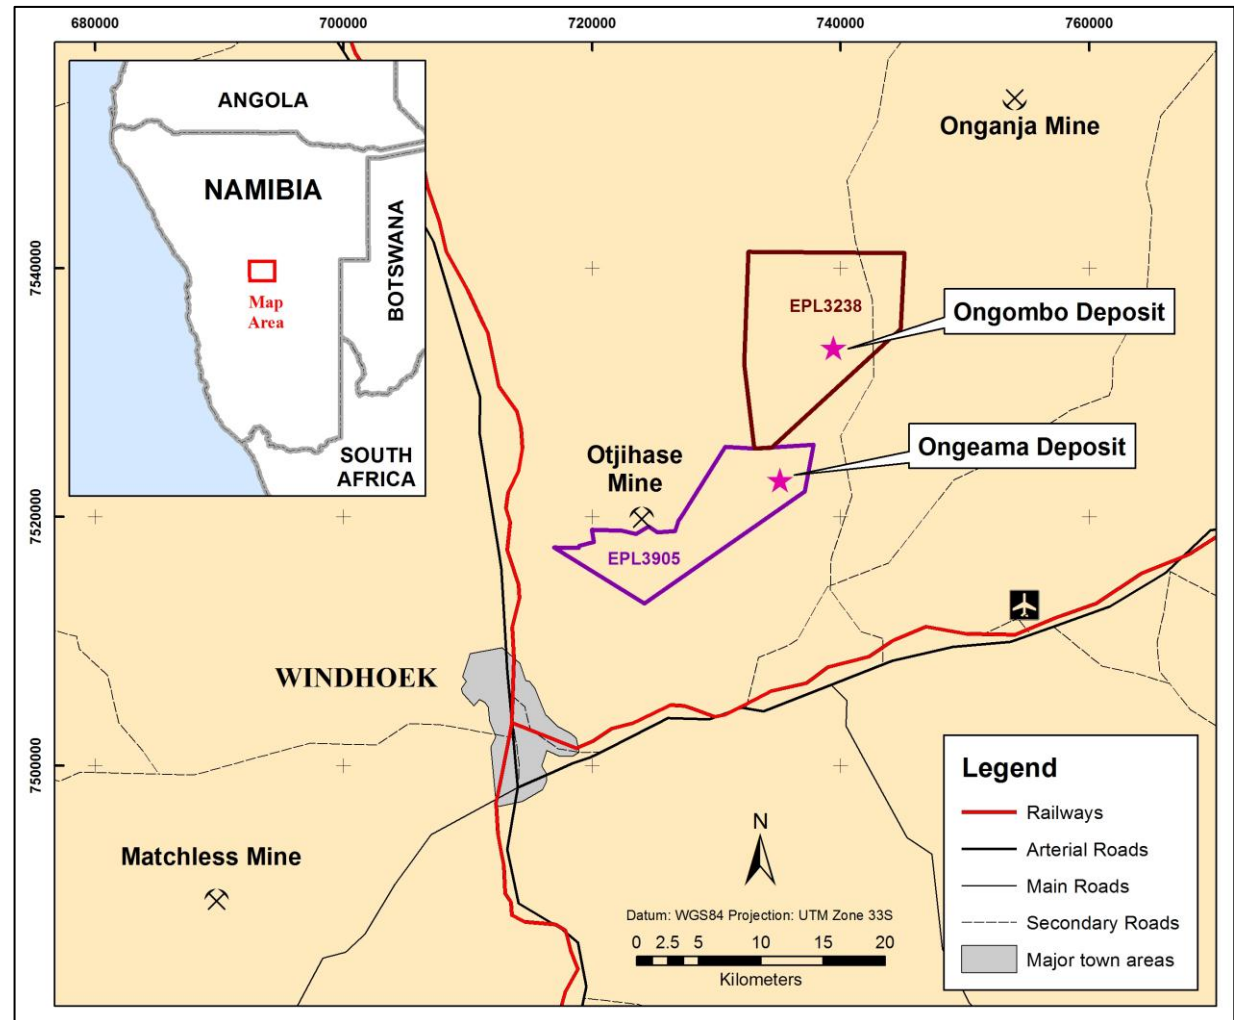 680000
700000
720000
740000
760000
ANGOLA
NAMIBIA
BOTSWANA
Map
Area
SOUTH
AFRICA
Onganja Mine
7540000
EPL3238
Ongombo Deposit
Ongeama Deposit
Otjihase
Mine
7520000
EPL3905
WINDHOEK
7500000
Matchless Mine
N
Datum: WGS84 Projection: UTM Zone 33S
0 2.5 5 10 15 20
Kilometers
Legend
Railways
Arterial Roads
Main Roads
Secondary Roads
Major town areas